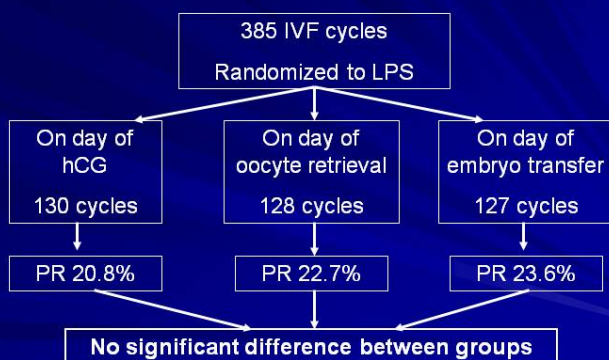 385 IVF cycles
Randomized to LPS
On day of
hCG
130 cycles
On day of
oocyte retrieval
128 cycles
On day of
embryo transfer
127 cycles
PR 20.8%
PR 22.7%
PR 23.6%
No significant difference between groups